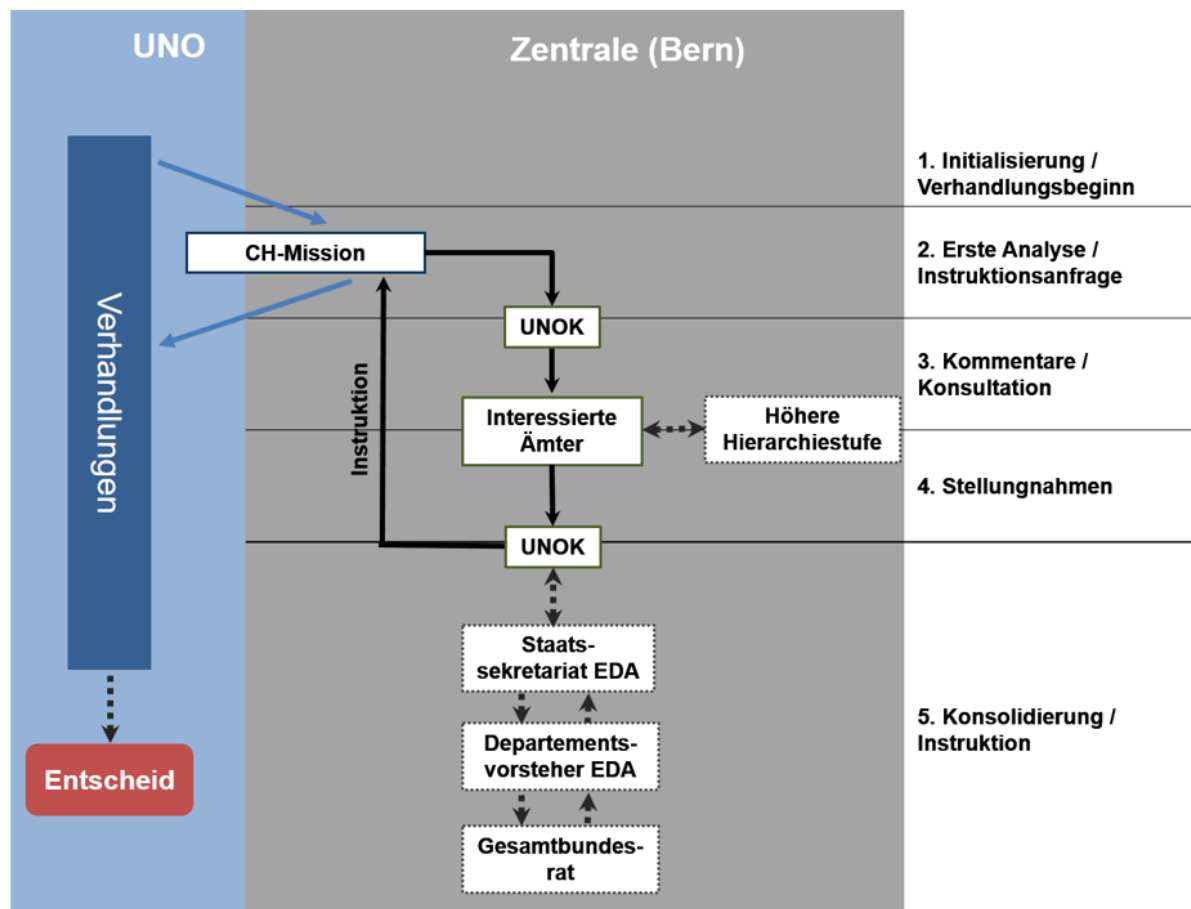 UNO
Zentrale (Bern)
1. Initialisierung /
Verhandlungsbeginn
CH-Mission
2. Erste Analyse /
Instruktionsanfrage
Verhandlungen
UNOK
Instruktion
3. Kommentare /
Konsultation
Interessierte
Ämter
Höhere
Hierarchiestufe
4. Stellungnahmen
UNOK
Staats-
sekretariat EDA
Departements-
vorsteher EDA
Gesamtbundes-
rat
5. Konsolidierung /
Instruktion
Entscheid